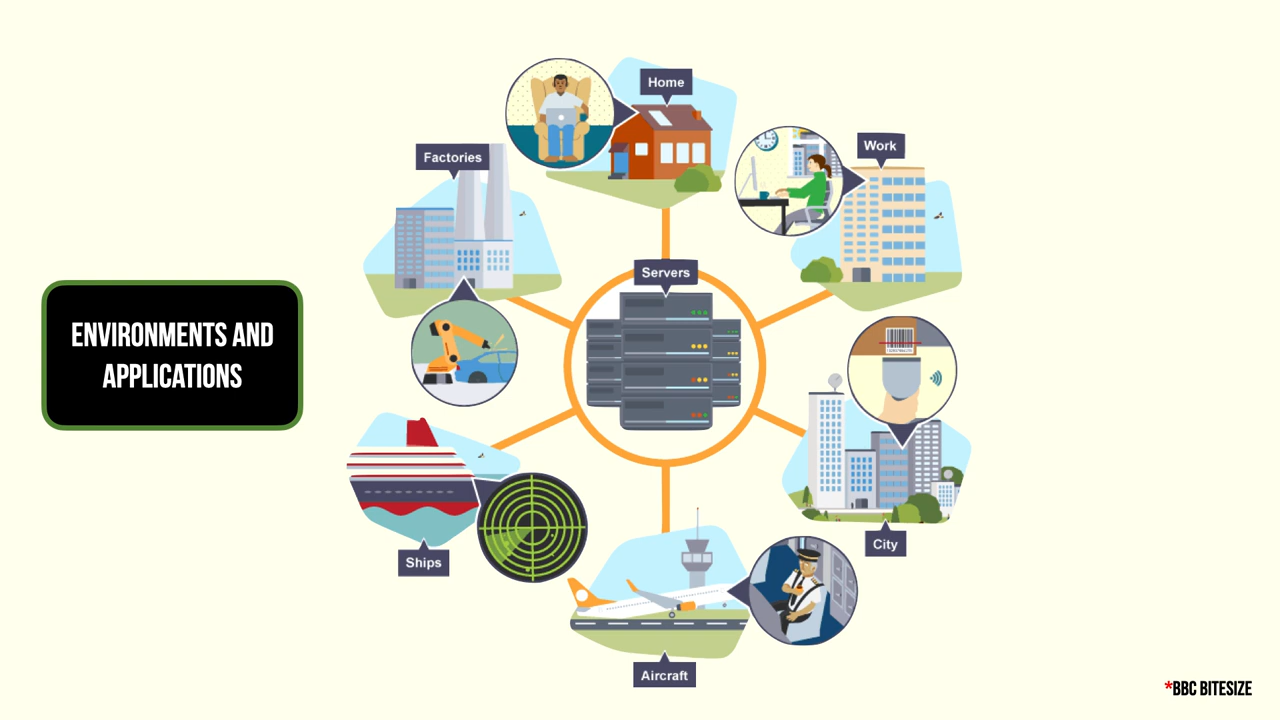 Home
Work
Factories
Servers
ENVIRONMENTS AND
APPLICATIONS
City
Ships
Aircraft
*BBC BITESIZE